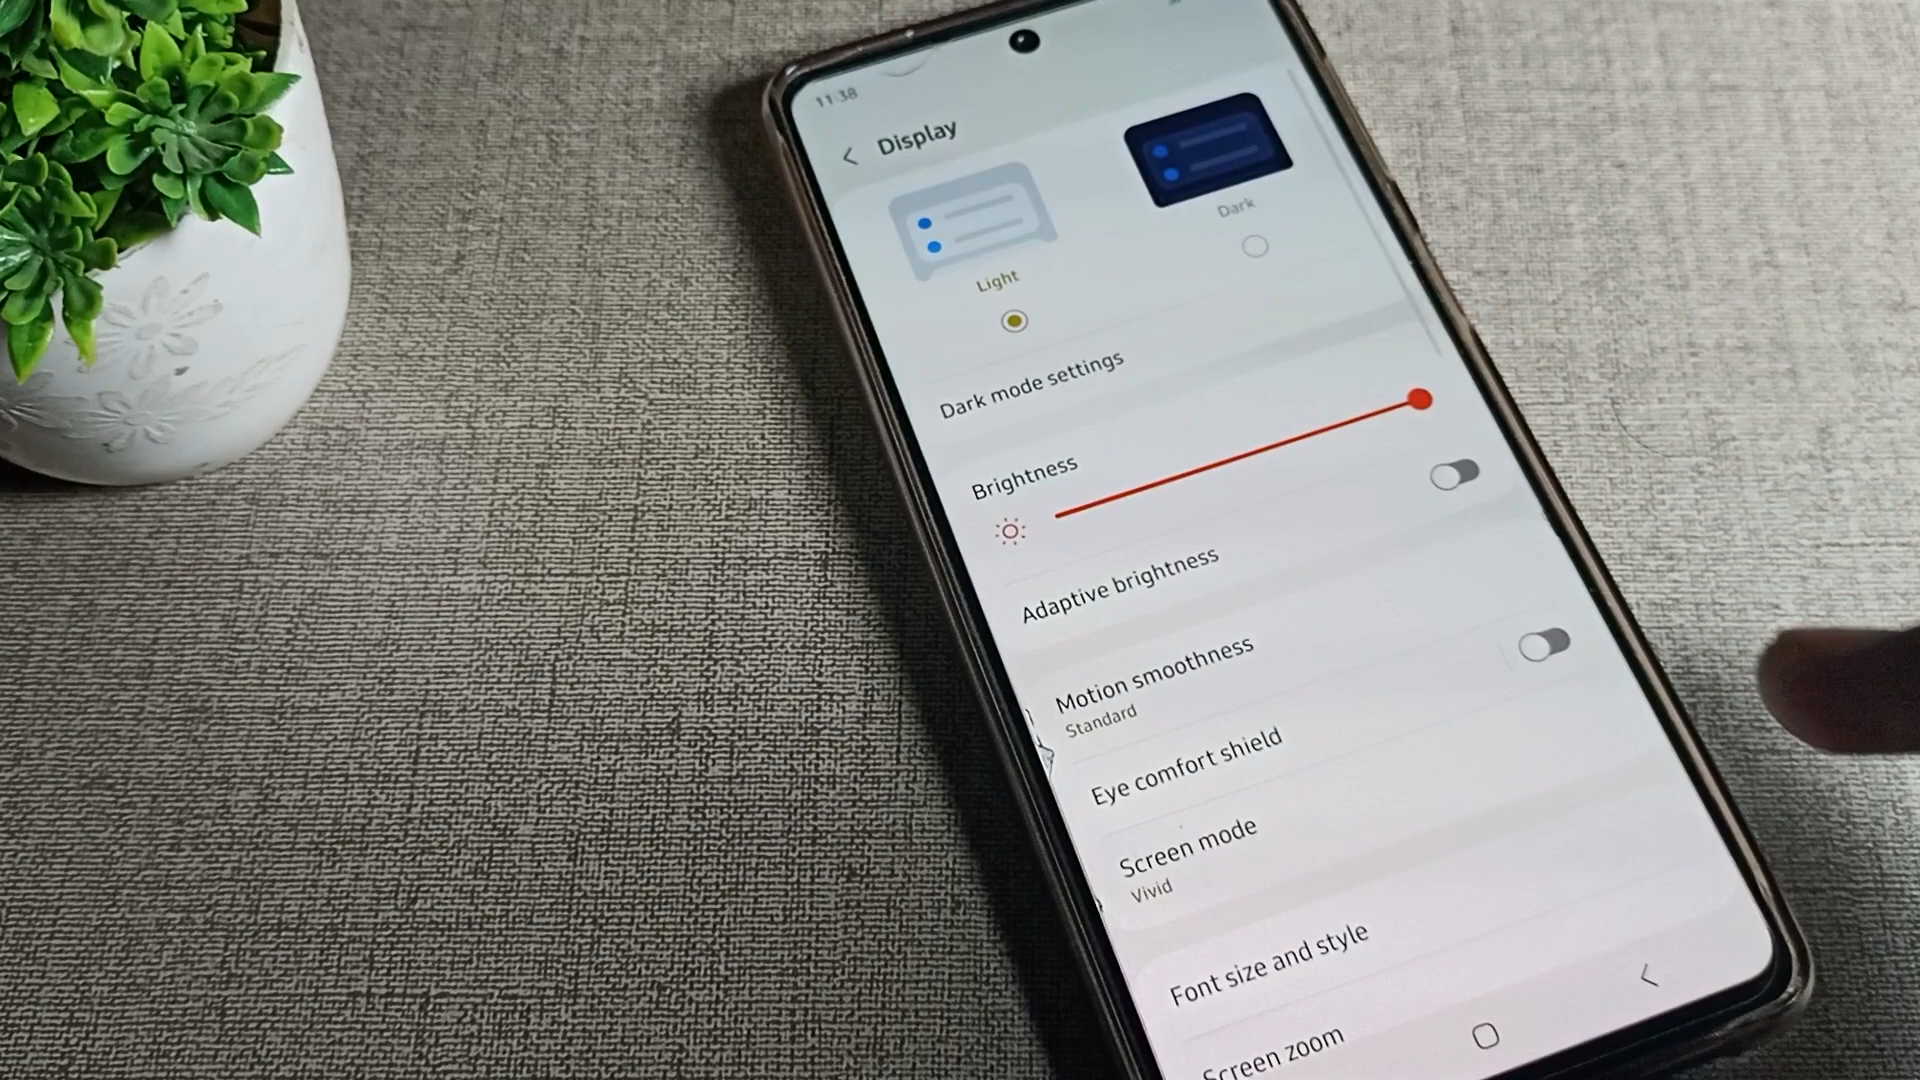 11:38
Display
Light
Dark
Dark mode settings
Brightness
Adaptive brightness
Motion smoothness
Standard
Eye comfort shield
Screen mode
Vivid
Font size and style
Screen zoom